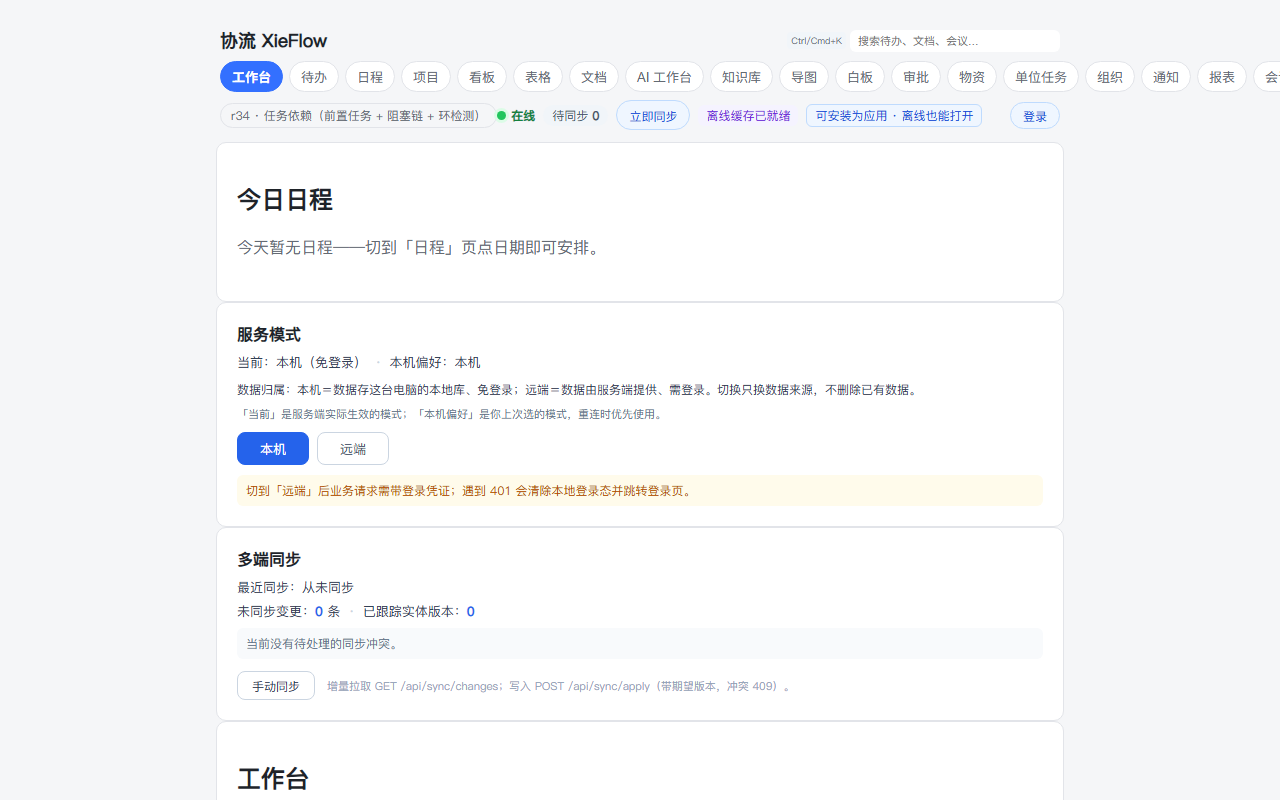 协流 XieFlow
Ctrl/Cmd+K 搜索待办、文档、会议...
工作台 待办 日程 项目 看板 表格 文档 AI 工作台 知识库 导图 白板 审批 物资 单位任务 组织 通知 报表
r34 · 任务依赖（前置任务 + 阻塞链 + 环检测） 在线 待同步 0 立即同步 离线缓存已就绪 可安装为应用 · 离线也能打开 登录
今日日程
今天暂无日程——切到「日程」页点日期即可安排。
服务模式
当前：本机（免登录） · 本机偏好：本机
数据归属：本机＝数据存这台电脑的本地库、免登录；远端＝数据由服务端提供、需登录。切换只换数据来源，不删除已有数据。
「当前」是服务端实际生效的模式；「本机偏好」是你上次选的模式，重连时优先使用。
本机 远端
切到「远端」后业务请求需带登录凭证；遇到 401 会清除本地登录态并跳转登录页。
多端同步
最近同步：从未同步
未同步变更：0 条 · 已跟踪实体版本：0
当前没有待处理的同步冲突。
手动同步 增量拉取 GET /api/sync/changes；写入 POST /api/sync/apply（带期望版本，冲突 409）。
工作台